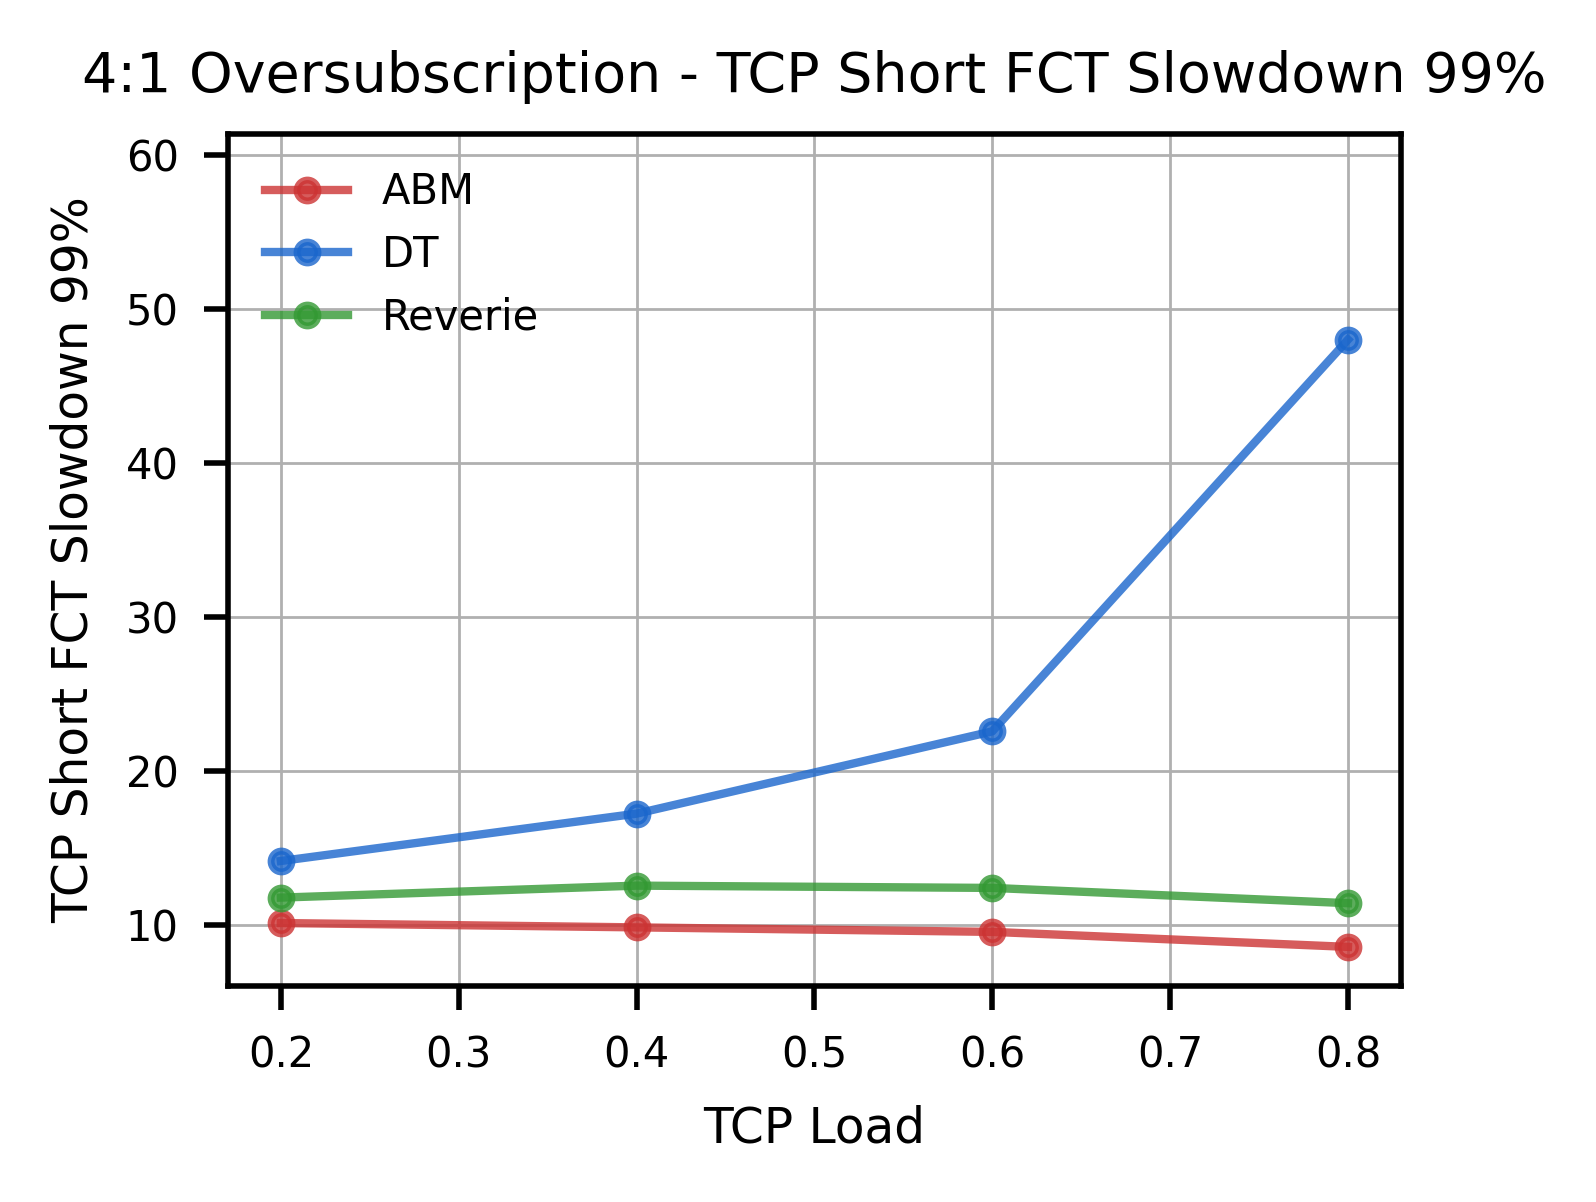 4:1 Oversubscription - TCP Short FCT Slowdown 99%
TCP Short FCT Slowdown 99%
60
50
40
30
20
10
ABM
DT
Reverie
0.2 0.3 0.4 0.5 0.6 0.7 0.8
TCP Load